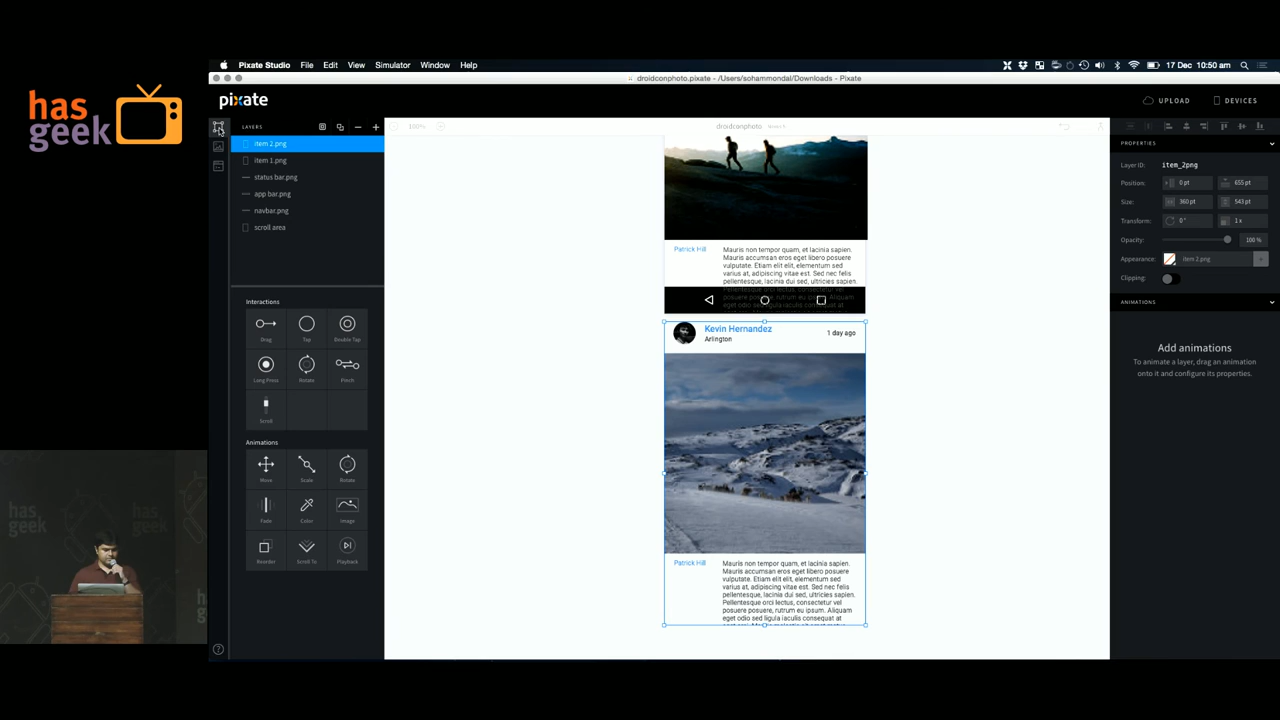 has
geek
Pixate Studio File Edit View Simulator Window Help
17 Dec 10:50 am
droidconphoto.pixate - /Users/sohammondal/Downloads - Pixate
pixate
UPLOAD
DEVICES
LAYERS
100%
droidconphoto
item 2.png
item 1.png
status bar.png
app bar.png
navbar.png
scroll area
Interactions
Drag Tap Double Tap
Long Press Rotate Pinch
Scroll
Animations
Move Scale Rotate
Fade Color Image
Reorder Scroll To Playback
Patrick Hill
Mauris non tempor quam, et lacinia sapien.
Mauris accumsan eros eget libero posuere
vulputate. Etiam elit elit, elementum sed
varius at, adipiscing vitae est. Sed nec felis
pellentesque, lacinia dui sed, ultricies sapien.
Kevin Hernandez
Arlington
1 day ago
Patrick Hill
Mauris non tempor quam, et lacinia sapien.
Mauris accumsan eros eget libero posuere
vulputate. Etiam elit elit, elementum sed
varius at, adipiscing vitae est. Sed nec felis
pellentesque, lacinia dui sed, ultricies sapien.
Pellentesque orci lectus, consectetur vel
posuere posuere, rutrum eu ipsum. Aliquam
eget odio sed ligula iaculis consequat at
PROPERTIES
Layer ID: item_2png
Position: 0 pt 655 pt
Size: 360 pt 543 pt
Transform: 0° 1 x
Opacity: 100 %
Appearance: item 2.png
Clipping:
ANIMATIONS
Add animations
To animate a layer, drag an animation
onto it and configure its properties.
has
geek
has
geek